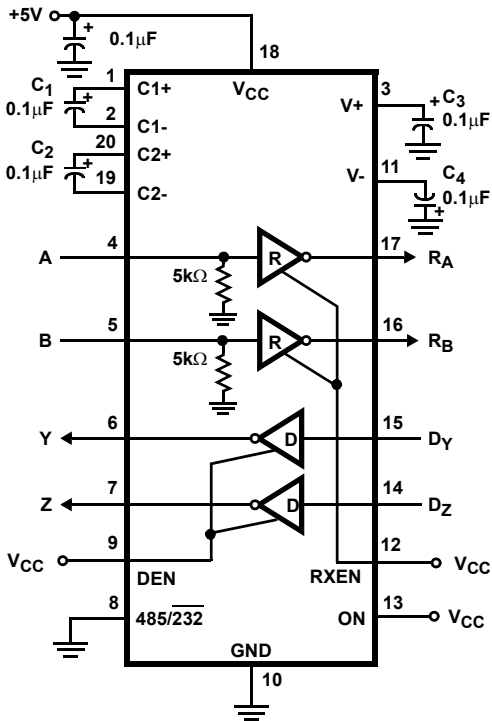 +5V
+
0.1μF
18
1
C1+
VCC
3
C1
0.1μF
+
V+
+
C3
0.1μF
2
C1-
20
C2+
C2
0.1μF
+
19
C2-
11
V-
C4
0.1μF
+
A
4
R
17
RA
5kΩ
B
5
R
16
RB
5kΩ
Y
6
D
15
DY
Z
7
D
14
DZ
VCC
9
DEN
RXEN
12
VCC
8
485/232
ON
13
VCC
GND
10